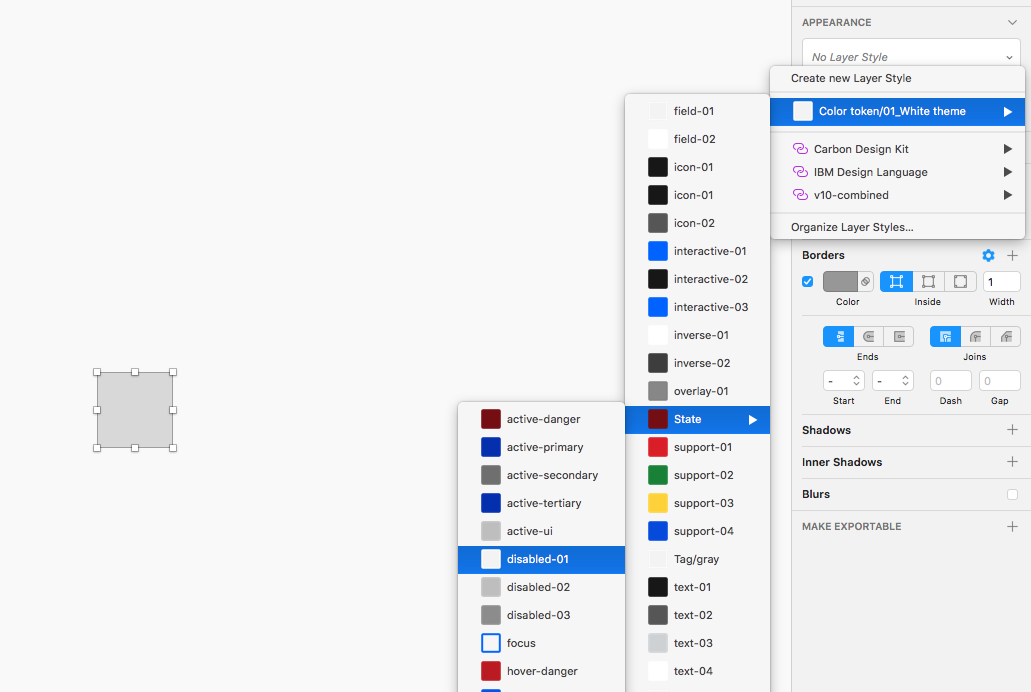 APPEARANCE
No Layer Style
Create new Layer Style
Color token/01_White theme
Carbon Design Kit
IBM Design Language
v10-combined
Organize Layer Styles...
field-01
field-02
icon-01
icon-01
icon-02
interactive-01
interactive-02
interactive-03
inverse-01
inverse-02
overlay-01
State
support-01
support-02
support-03
support-04
Tag/gray
text-01
text-02
text-03
text-04
active-danger
active-primary
active-secondary
active-tertiary
active-ui
disabled-01
disabled-02
disabled-03
focus
hover-danger
Borders
1
Color Inside Width
Ends Joins
- - 0 0
Start End Dash Gap
Shadows
Inner Shadows
Blurs
MAKE EXPORTABLE